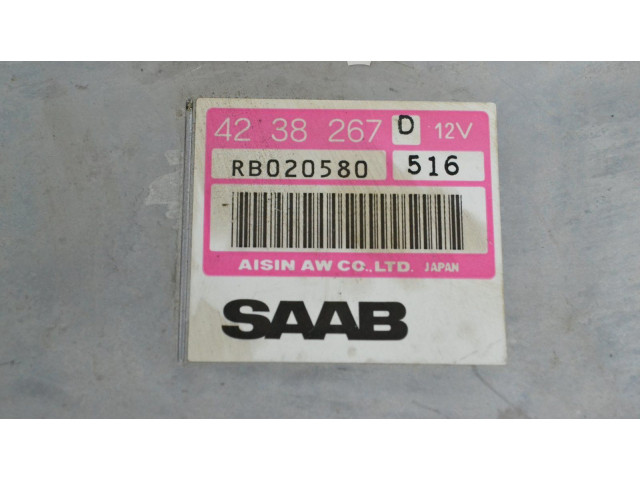 42 38 267 D 12V
RB020580 516
AISIN AW CO.,LTD. JAPAN
SAAB